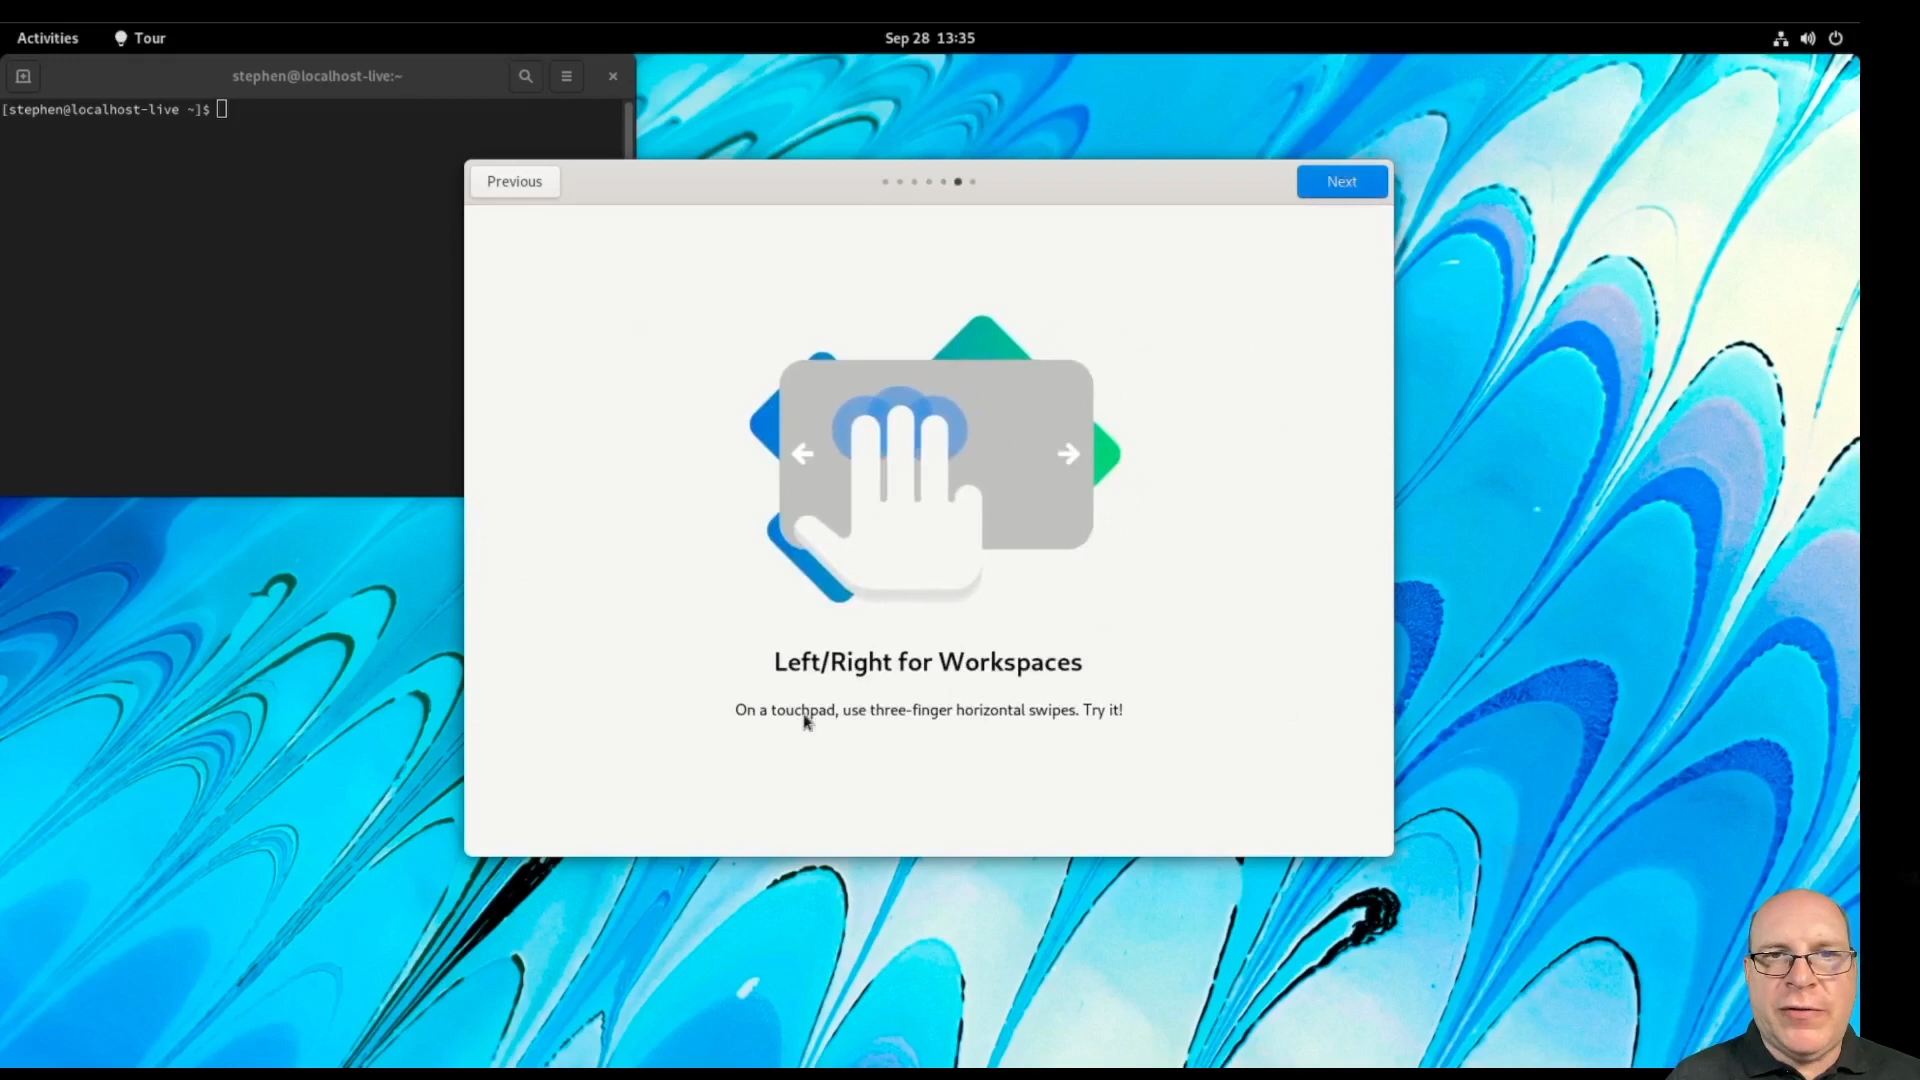 Activities Tour Sep 28 13:35
stephen@localhost-live:~
[stephen@localhost-live ~]$
Previous Next
Left/Right for Workspaces
On a touchpad, use three-finger horizontal swipes. Try it!